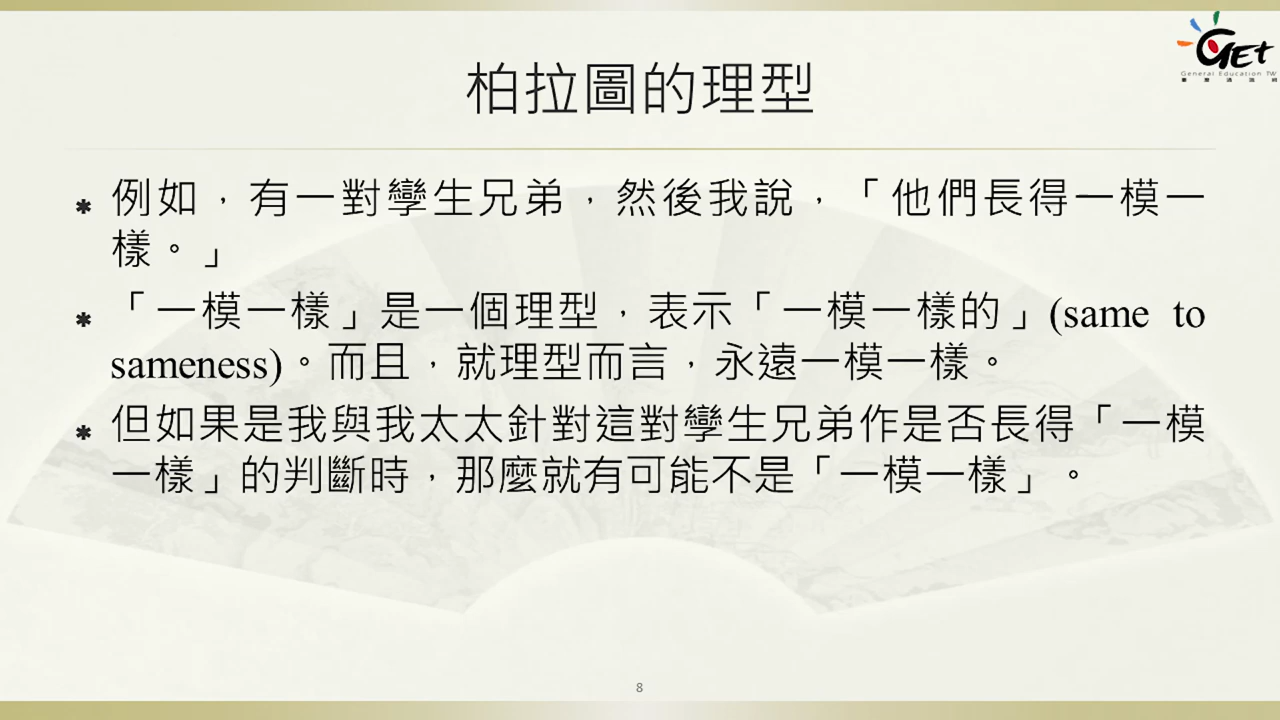 GEt
General Education TW
柏拉圖的理型
* 例如，有一對孿生兄弟，然後我說，「他們長得一模一
樣。」
* 「一模一樣」是一個理型，表示「一模一樣的」(same to
sameness)。而且，就理型而言，永遠一模一樣。
* 但如果是我與我太太針對這對孿生兄弟作是否長得「一模
一樣」的判斷時，那麼就有可能不是「一模一樣」。
8